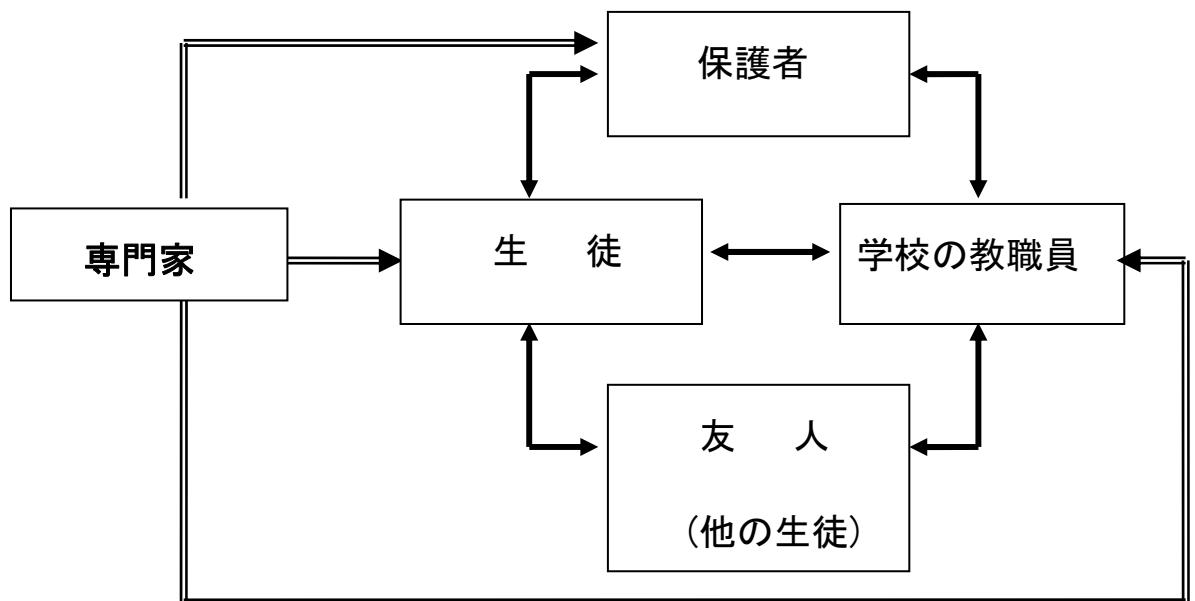 保護者
専門家
生　徒
学校の教職員
友　人
（他の生徒）